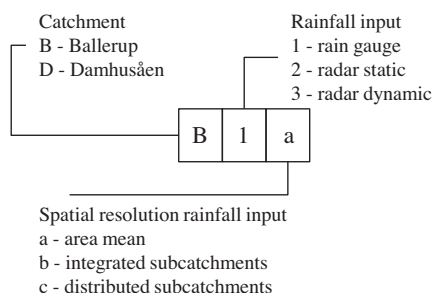 Catchment
B - Ballerup
D - Damhusåen
Rainfall input
1 - rain gauge
2 - radar static
3 - radar dynamic
B 1 a
Spatial resolution rainfall input
a - area mean
b - integrated subcatchments
c - distributed subcatchments